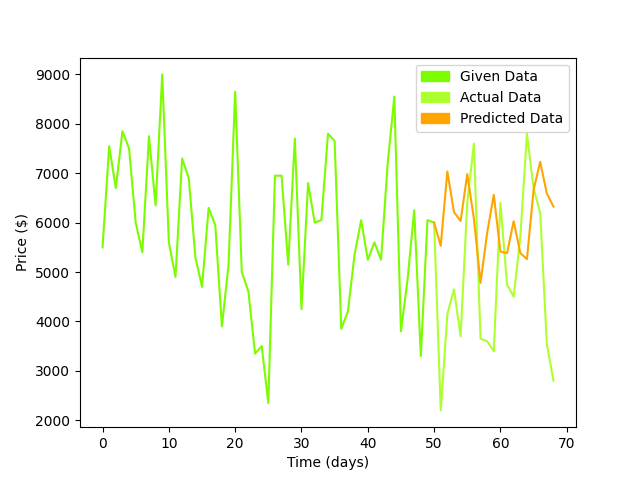 9000
8000
7000
6000
5000
4000
3000
2000
Price ($)
0 10 20 30 40 50 60 70
Time (days)
Given Data
Actual Data
Predicted Data